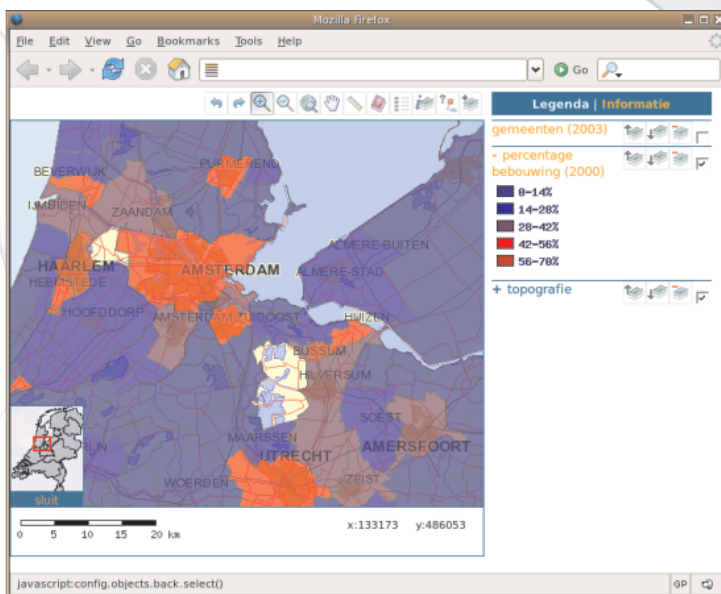 Mozilla Firefox
File Edit View Go Bookmarks Tools Help
Go
Legenda | Informatie
gemeenten (2003)
- percentage
bebouwing (2000)
0-14%
14-28%
28-42%
42-56%
56-70%
+ topografie
PURMEREND
BEVERWIJK
IJMUIDEN
ZAANDAM
ALMERE-BUITEN
HAARLEM
AMSTERDAM
ALMERE-STAD
HEEMSTEDE
HOOFDDORP
AMSTERDAM-ZUIDOOST
HUIZEN
BUSSUM
HILVERSUM
SOEST
MAARSSEN
RIJN
UTRECHT
AMERSFOORT
WOERDEN
ZEIST
sluit
0 5 10 15 20 km
x:133173 y:486053
javascript:config.objects.back.select()
GP